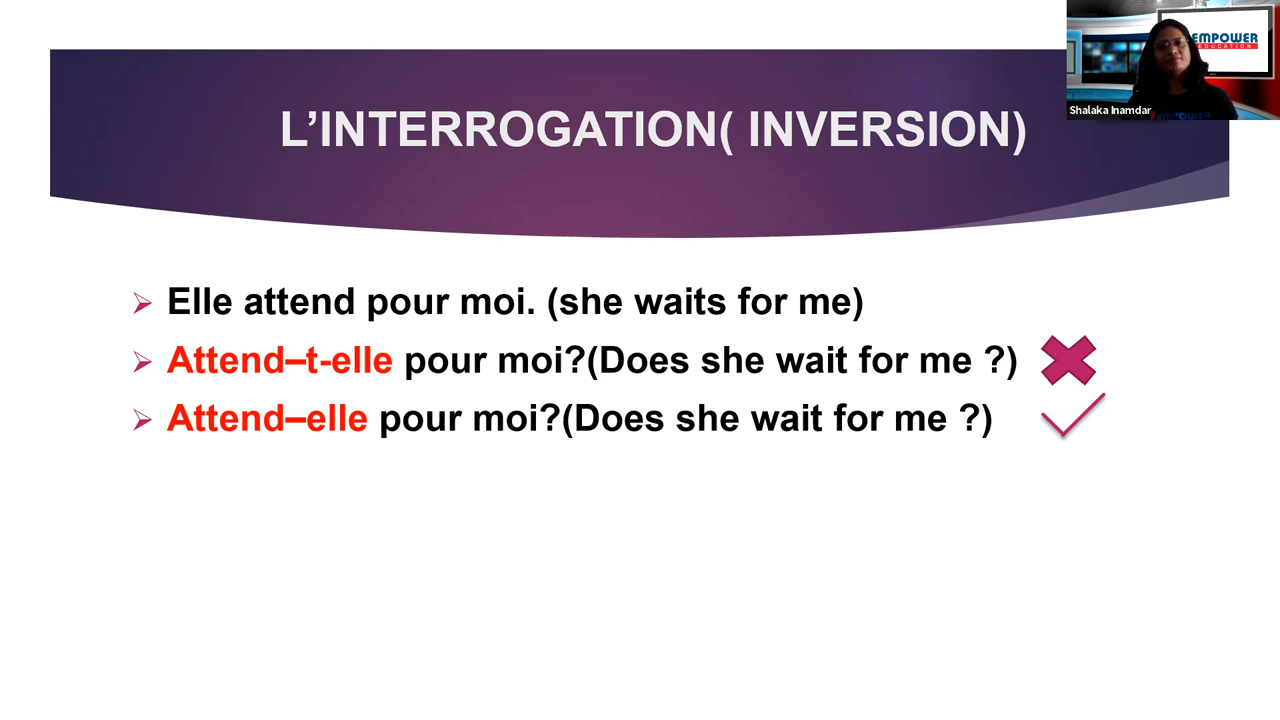 EMPOWER
EDUCATION
Shalaka Inamdar
L’INTERROGATION( INVERSION)
Elle attend pour moi. (she waits for me)
Attend–t-elle pour moi?(Does she wait for me ?)
Attend–elle pour moi?(Does she wait for me ?)